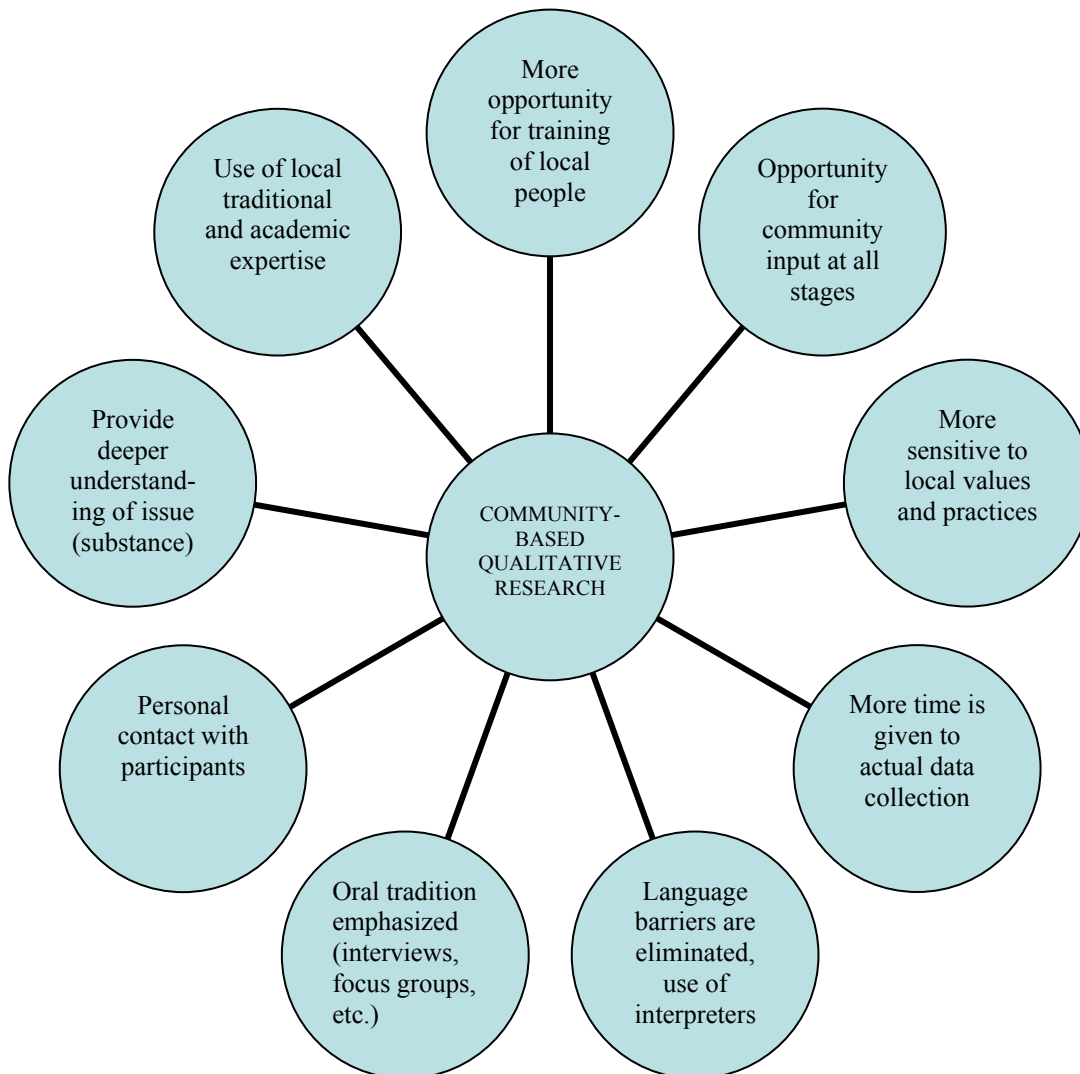 More
opportunity
for training
of local
people
Opportunity
for
community
input at all
stages
More
sensitive to
local values
and practices
More time is
given to
actual data
collection
Language
barriers are
eliminated,
use of
interpreters
Oral tradition
emphasized
(interviews,
focus groups,
etc.)
Personal
contact with
participants
Provide
deeper
understand-
ing of issue
(substance)
Use of local
traditional
and academic
expertise
COMMUNITY-
BASED
QUALITATIVE
RESEARCH